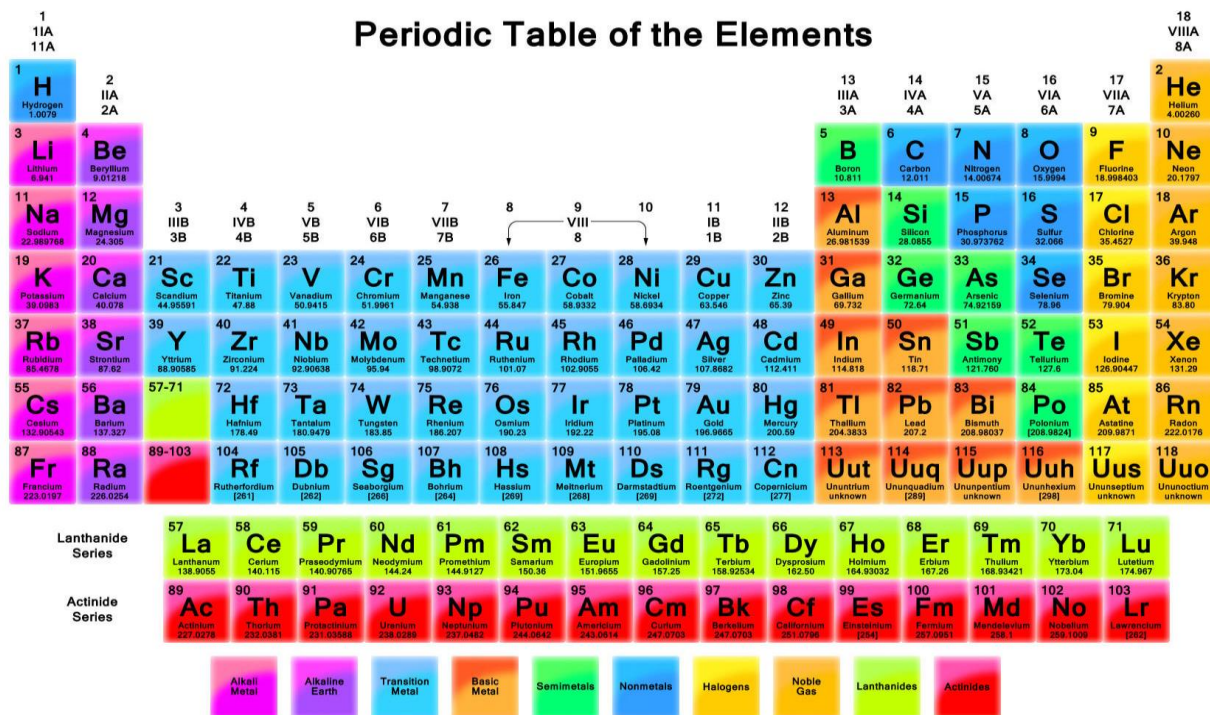 Periodic Table of the Elements
1
1IA
11A
18
VIIIA
8A
1
H
Hydrogen
1.0079
2
IIA
2A
13
IIIA
3A
14
IVA
4A
15
VA
5A
16
VIA
6A
17
VIIA
7A
2
He
Helium
4.00260
3
Li
Lithium
6.941
4
Be
Beryllium
9.01218
5
B
Boron
10.811
6
C
Carbon
12.011
7
N
Nitrogen
14.00674
8
O
Oxygen
15.9994
9
F
Fluorine
18.998403
10
Ne
Neon
20.1797
11
Na
Sodium
22.989768
12
Mg
Magnesium
24.305
3
IIIB
3B
4
IVB
4B
5
VB
5B
6
VIB
6B
7
VIIB
7B
8
9
10
VIII
8
11
IB
1B
12
IIB
2B
13
Al
Aluminum
26.981539
14
Si
Silicon
28.0855
15
P
Phosphorus
30.973762
16
S
Sulfur
32.066
17
Cl
Chlorine
35.4527
18
Ar
Argon
39.948
19
K
Potassium
39.0983
20
Ca
Calcium
40.078
21
Sc
Scandium
44.95591
22
Ti
Titanium
47.88
23
V
Vanadium
50.9415
24
Cr
Chromium
51.9961
25
Mn
Manganese
54.938
26
Fe
Iron
55.847
27
Co
Cobalt
58.9332
28
Ni
Nickel
58.6934
29
Cu
Copper
63.546
30
Zn
Zinc
65.39
31
Ga
Gallium
69.732
32
Ge
Germanium
72.64
33
As
Arsenic
74.92159
34
Se
Selenium
78.96
35
Br
Bromine
79.904
36
Kr
Krypton
83.80
37
Rb
Rubidium
85.4678
38
Sr
Strontium
87.62
39
Y
Yttrium
88.90585
40
Zr
Zirconium
91.224
41
Nb
Niobium
92.90638
42
Mo
Molybdenum
95.94
43
Tc
Technetium
98.9072
44
Ru
Ruthenium
101.07
45
Rh
Rhodium
102.9055
46
Pd
Palladium
106.42
47
Ag
Silver
107.8682
48
Cd
Cadmium
112.411
49
In
Indium
114.818
50
Sn
Tin
118.71
51
Sb
Antimony
121.760
52
Te
Tellurium
127.6
53
I
Iodine
126.90447
54
Xe
Xenon
131.29
55
Cs
Cesium
132.90543
56
Ba
Barium
137.327
57-71
72
Hf
Hafnium
178.49
73
Ta
Tantalum
180.9479
74
W
Tungsten
183.85
75
Re
Rhenium
186.207
76
Os
Osmium
190.23
77
Ir
Iridium
192.22
78
Pt
Platinum
195.08
79
Au
Gold
196.9665
80
Hg
Mercury
200.59
81
Tl
Thallium
204.3833
82
Pb
Lead
207.2
83
Bi
Bismuth
208.98037
84
Po
Polonium
[208.9824]
85
At
Astatine
209.9871
86
Rn
Radon
222.0176
87
Fr
Francium
223.0197
88
Ra
Radium
226.0254
89-103
104
Rf
Rutherfordium
[261]
105
Db
Dubnium
[262]
106
Sg
Seaborgium
[266]
107
Bh
Bohrium
[264]
108
Hs
Hassium
[269]
109
Mt
Meitnerium
[268]
110
Ds
Darmstadtium
[269]
111
Rg
Roentgenium
[272]
112
Cn
Copernicium
[277]
113
Uut
Ununtrium
unknown
114
Uuq
Ununquadium
[289]
115
Uup
Ununpentium
unknown
116
Uuh
Ununhexium
[298]
117
Uus
Ununseptium
unknown
118
Uuo
Ununoctium
unknown
Lanthanide
Series
57
La
Lanthanum
138.9055
58
Ce
Cerium
140.115
59
Pr
Praseodymium
140.90765
60
Nd
Neodymium
144.24
61
Pm
Promethium
144.9127
62
Sm
Samarium
150.36
63
Eu
Europium
151.9655
64
Gd
Gadolinium
157.25
65
Tb
Terbium
158.92534
66
Dy
Dysprosium
162.50
67
Ho
Holmium
164.93032
68
Er
Erbium
167.26
69
Tm
Thulium
168.93421
70
Yb
Ytterbium
173.04
71
Lu
Lutetium
174.967
Actinide
Series
89
Ac
Actinium
227.0278
90
Th
Thorium
232.0381
91
Pa
Protactinium
231.03588
92
U
Uranium
238.0289
93
Np
Neptunium
237.0482
94
Pu
Plutonium
244.0642
95
Am
Americium
243.0614
96
Cm
Curium
247.0703
97
Bk
Berkelium
247.0703
98
Cf
Californium
251.0796
99
Es
Einsteinium
[254]
100
Fm
Fermium
257.0951
101
Md
Mendelevium
258.1
102
No
Nobelium
259.1009
103
Lr
Lawrencium
[262]
Alkali
Metal
Alkaline
Earth
Transition
Metal
Basic
Metal
Semimetals
Nonmetals
Halogens
Noble
Gas
Lanthanides
Actinides